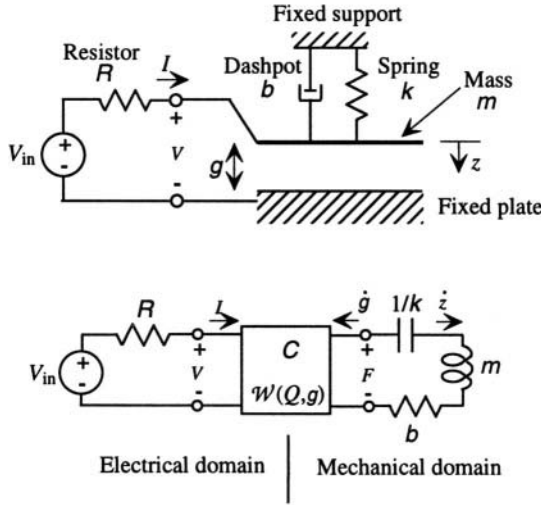 Fixed support
Resistor
R
I
Dashpot
b
Spring
k
Mass
m
+
V
-
g
z
V_in
+
-
Fixed plate
R
I
ġ
1/k
ż
+
V
-
C
W(Q,g)
+
F
-
m
b
V_in
+
-
Electrical domain
Mechanical domain